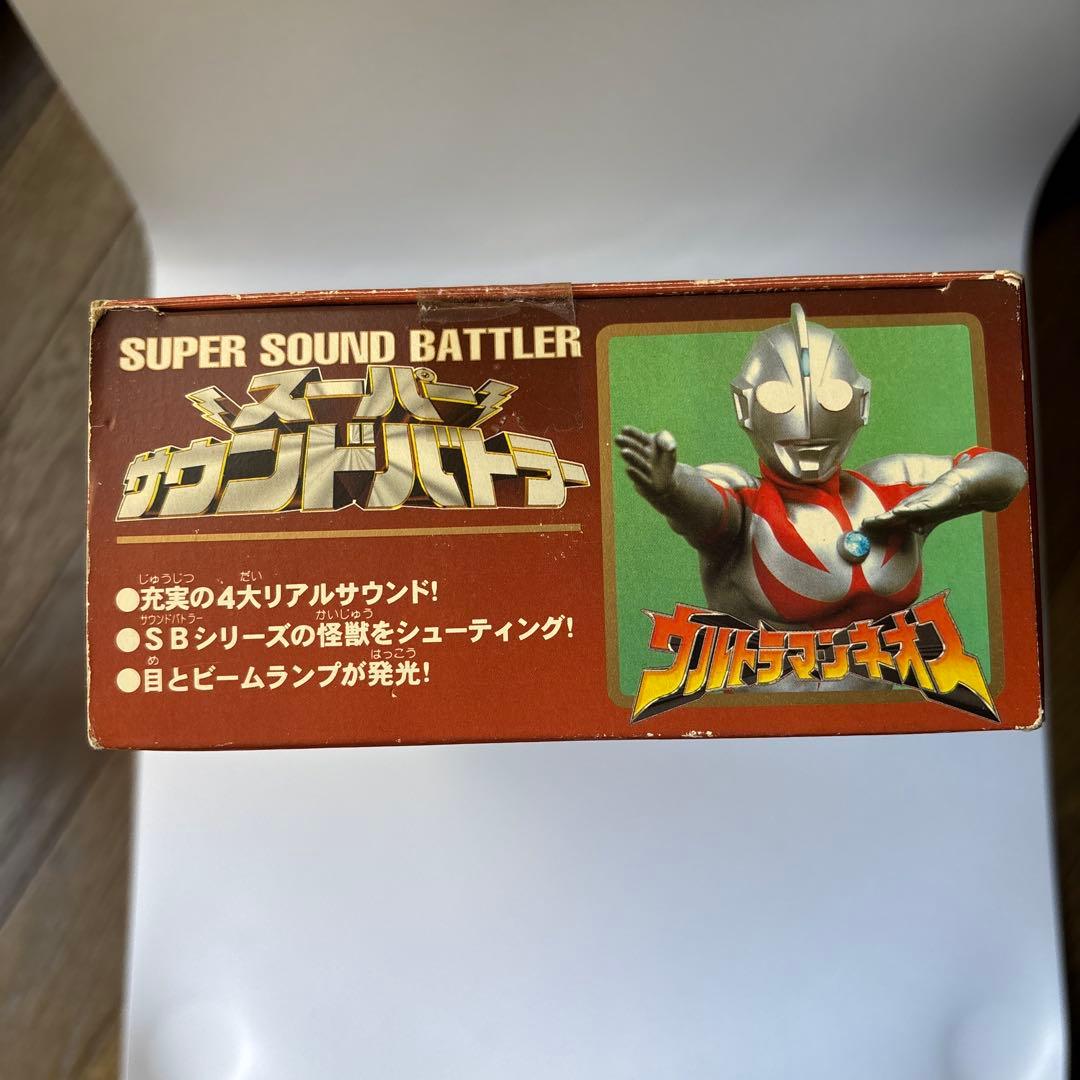 SUPER SOUND BATTLER
スーパー
サウンドバトラー
じゅうじつ だい
●充実の4大リアルサウンド!
サウンドバトラー かいじゅう
●SBシリーズの怪獣をシューティング!
め はっこう
●目とビームランプが発光!
ウルトラマンネオス